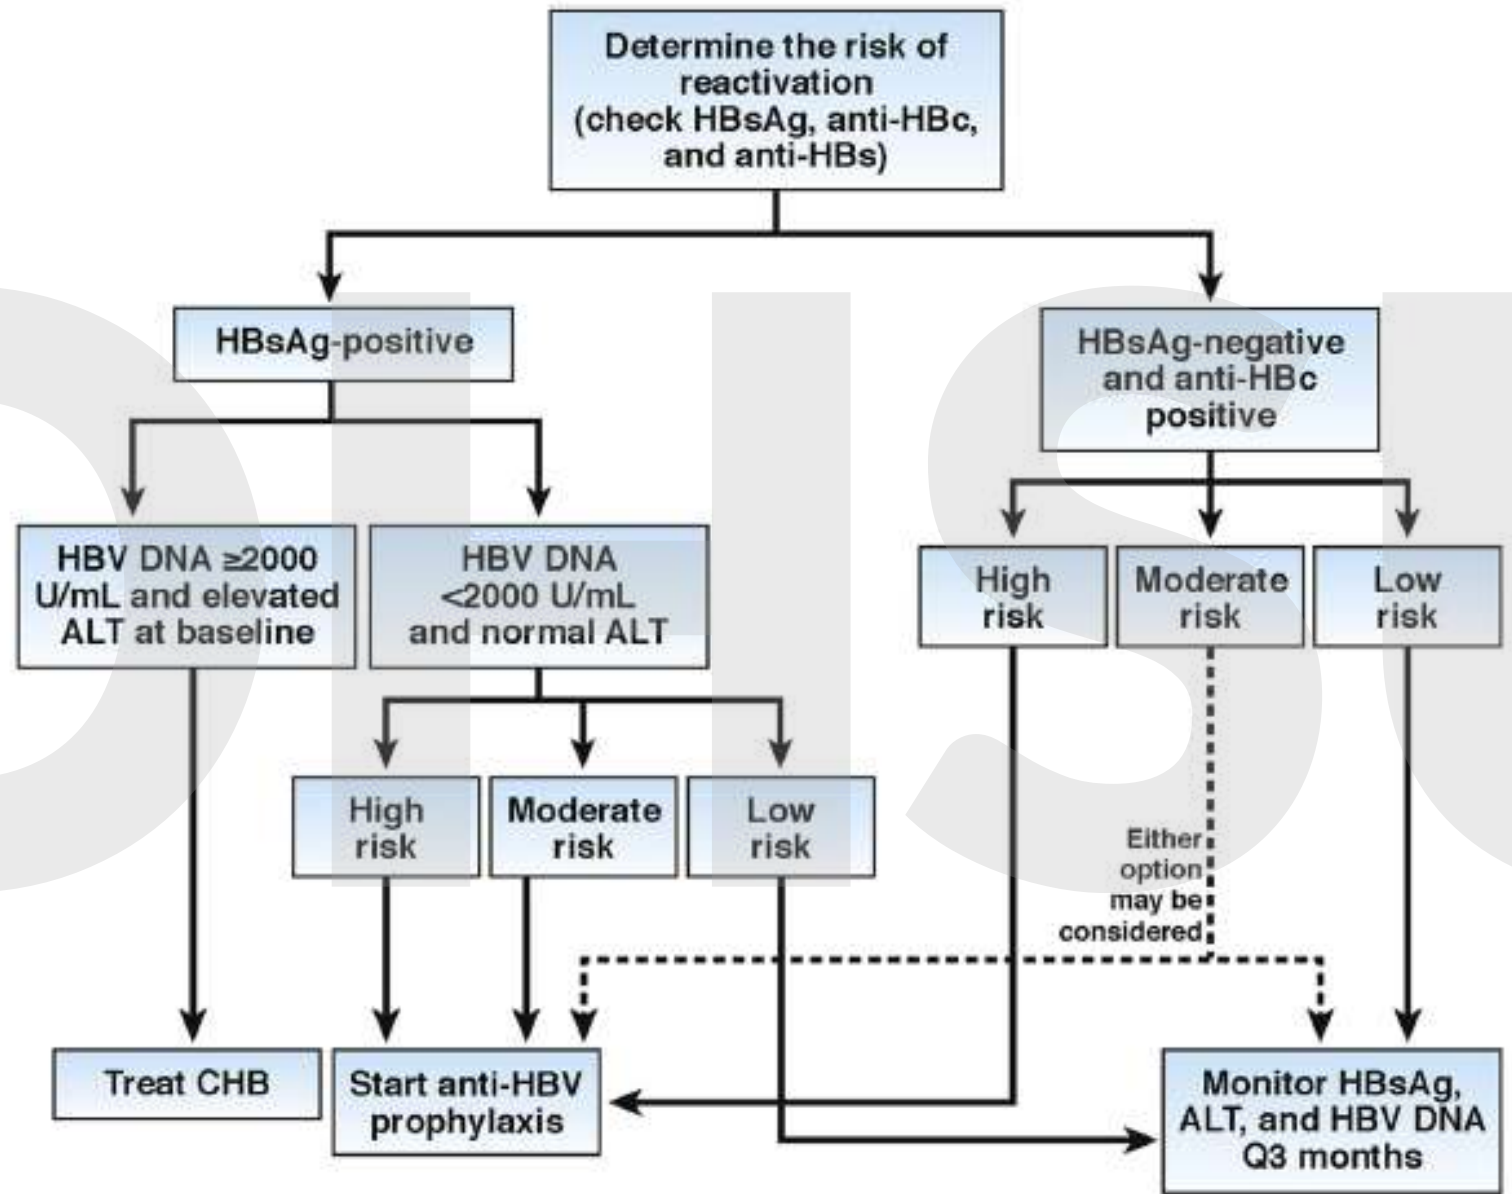 Determine the risk of
reactivation
(check HBsAg, anti-HBc,
and anti-HBs)
HBsAg-positive
HBsAg-negative
and anti-HBc
positive
HBV DNA ≥2000
U/mL and elevated
ALT at baseline
HBV DNA
<2000 U/mL
and normal ALT
High
risk
Moderate
risk
Low
risk
High
risk
Moderate
risk
Low
risk
Either
option
may be
considered
Treat CHB
Start anti-HBV
prophylaxis
Monitor HBsAg,
ALT, and HBV DNA
Q3 months